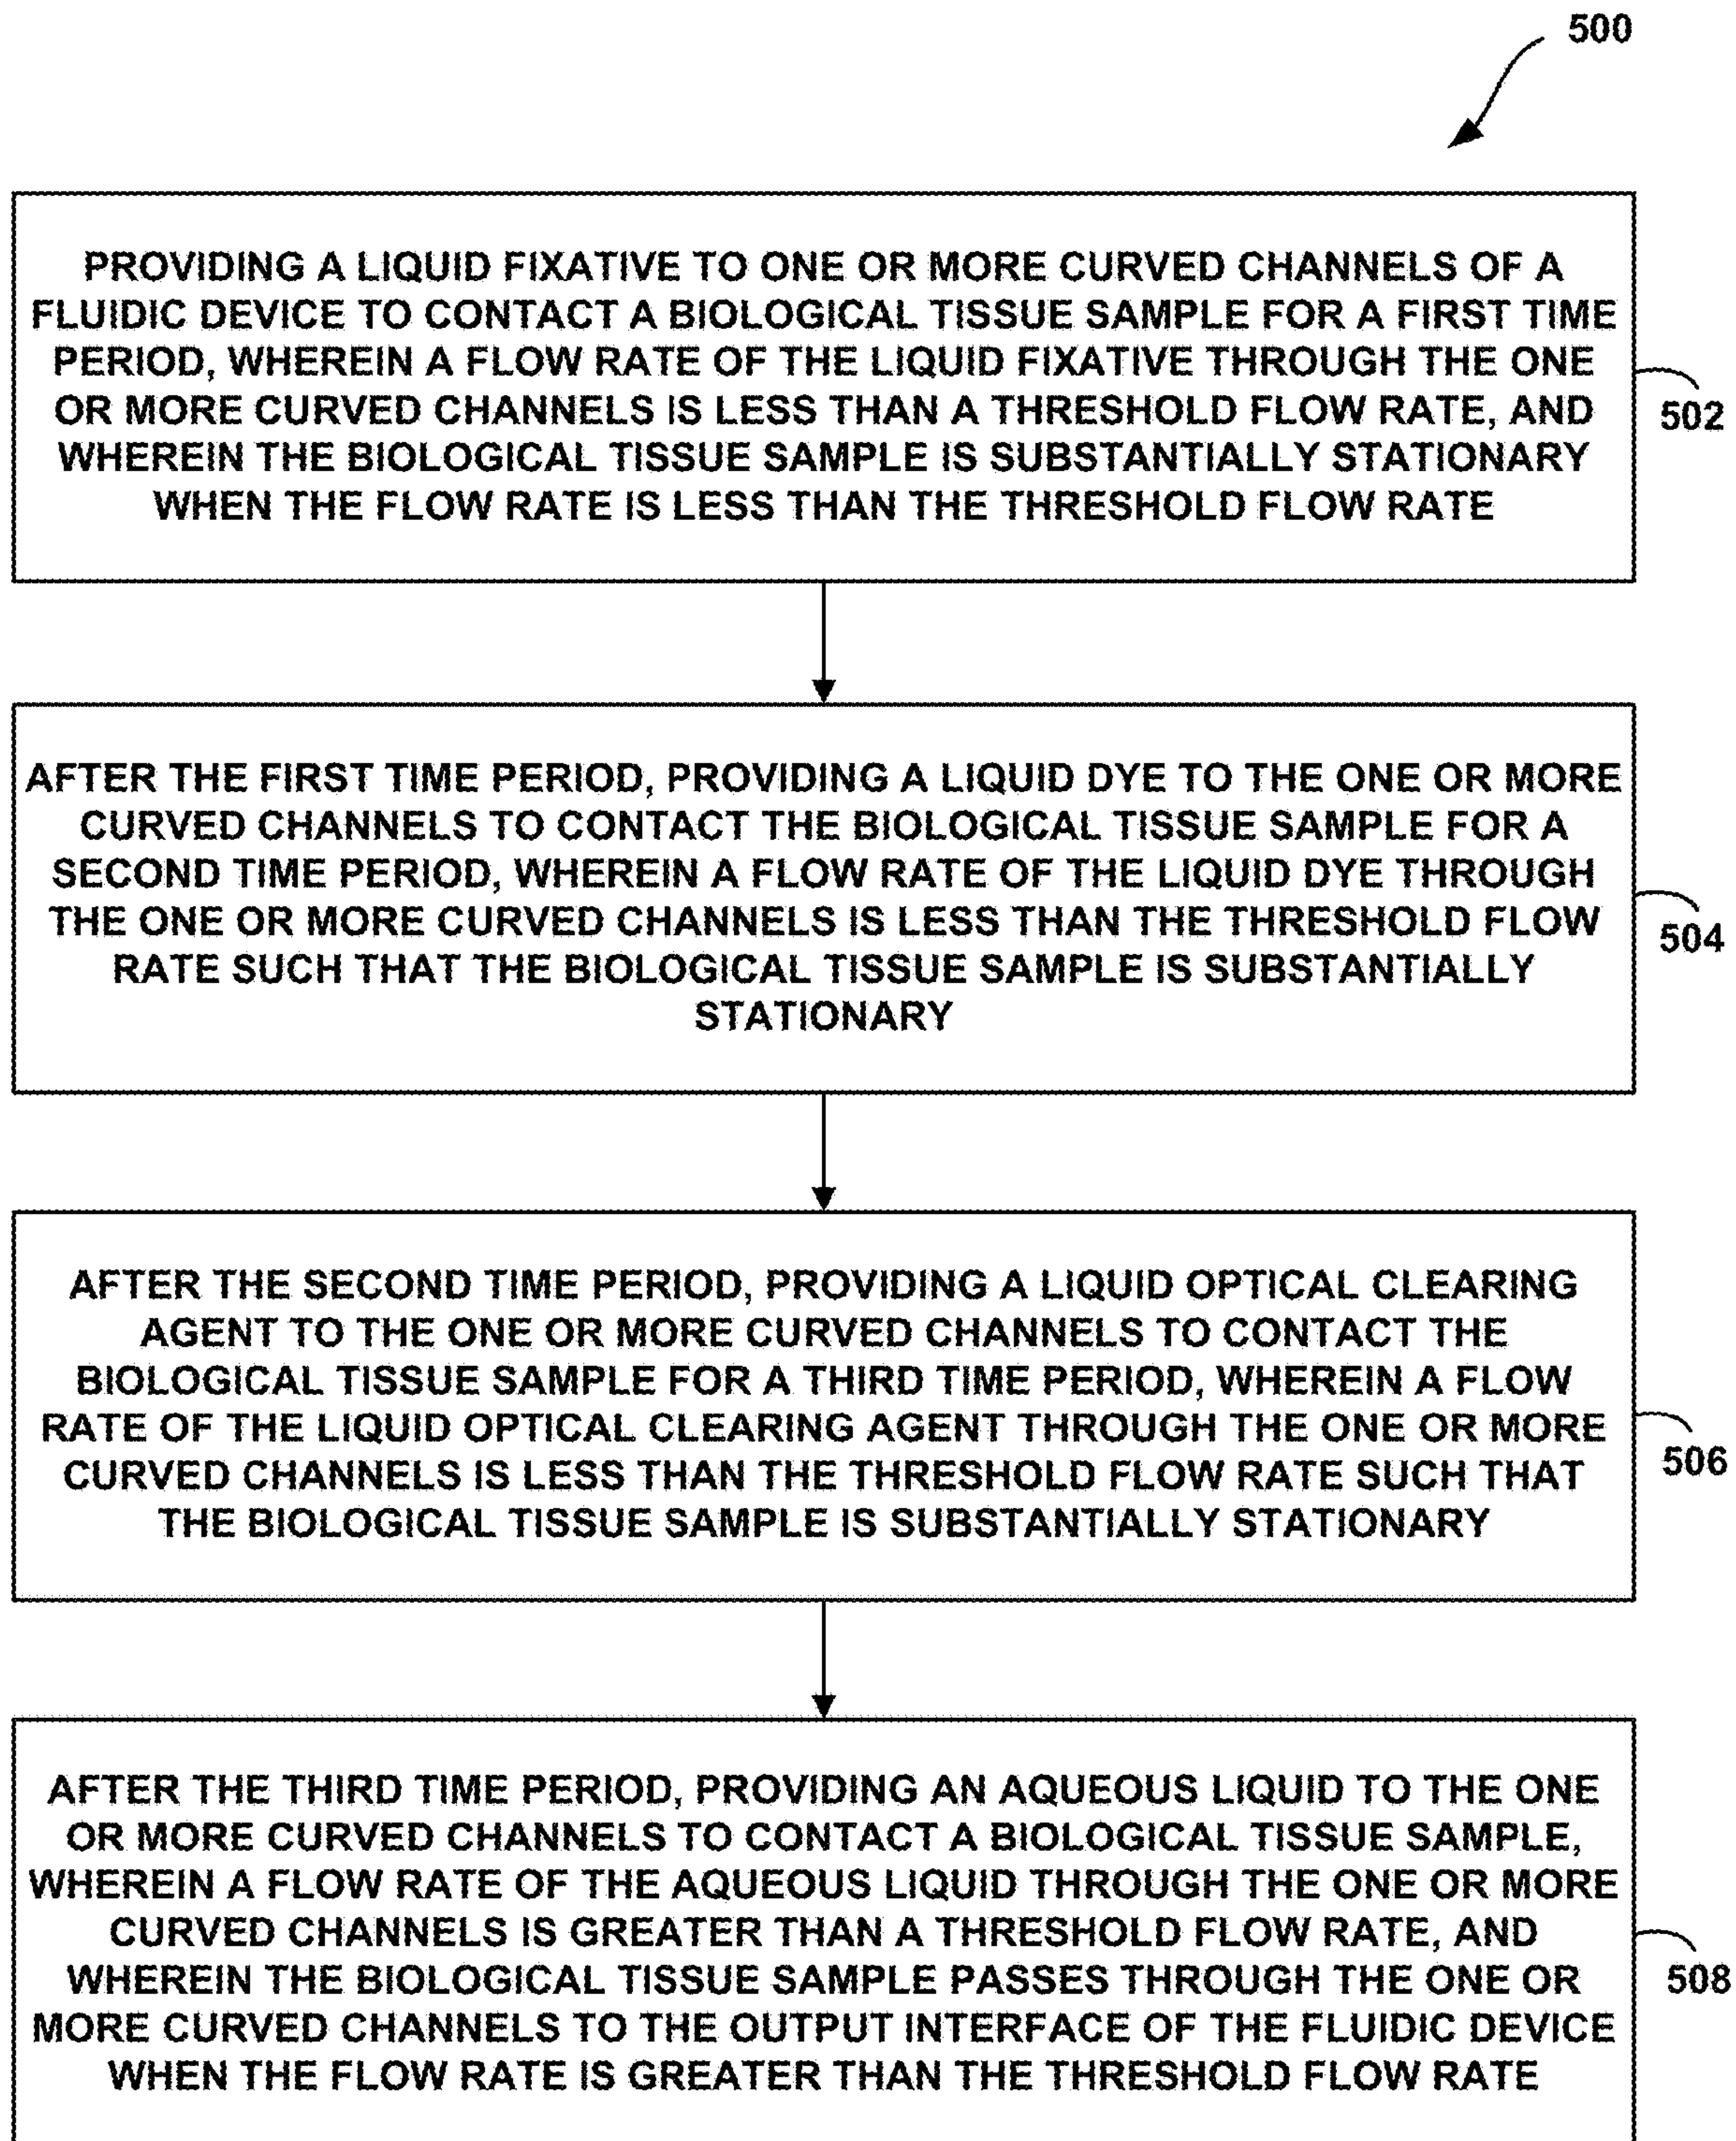 500
PROVIDING A LIQUID FIXATIVE TO ONE OR MORE CURVED CHANNELS OF A
FLUIDIC DEVICE TO CONTACT A BIOLOGICAL TISSUE SAMPLE FOR A FIRST TIME
PERIOD, WHEREIN A FLOW RATE OF THE LIQUID FIXATIVE THROUGH THE ONE
OR MORE CURVED CHANNELS IS LESS THAN A THRESHOLD FLOW RATE, AND
WHEREIN THE BIOLOGICAL TISSUE SAMPLE IS SUBSTANTIALLY STATIONARY
WHEN THE FLOW RATE IS LESS THAN THE THRESHOLD FLOW RATE
502
AFTER THE FIRST TIME PERIOD, PROVIDING A LIQUID DYE TO THE ONE OR MORE
CURVED CHANNELS TO CONTACT THE BIOLOGICAL TISSUE SAMPLE FOR A
SECOND TIME PERIOD, WHEREIN A FLOW RATE OF THE LIQUID DYE THROUGH
THE ONE OR MORE CURVED CHANNELS IS LESS THAN THE THRESHOLD FLOW
RATE SUCH THAT THE BIOLOGICAL TISSUE SAMPLE IS SUBSTANTIALLY
STATIONARY
504
AFTER THE SECOND TIME PERIOD, PROVIDING A LIQUID OPTICAL CLEARING
AGENT TO THE ONE OR MORE CURVED CHANNELS TO CONTACT THE
BIOLOGICAL TISSUE SAMPLE FOR A THIRD TIME PERIOD, WHEREIN A FLOW
RATE OF THE LIQUID OPTICAL CLEARING AGENT THROUGH THE ONE OR MORE
CURVED CHANNELS IS LESS THAN THE THRESHOLD FLOW RATE SUCH THAT
THE BIOLOGICAL TISSUE SAMPLE IS SUBSTANTIALLY STATIONARY
506
AFTER THE THIRD TIME PERIOD, PROVIDING AN AQUEOUS LIQUID TO THE ONE
OR MORE CURVED CHANNELS TO CONTACT A BIOLOGICAL TISSUE SAMPLE,
WHEREIN A FLOW RATE OF THE AQUEOUS LIQUID THROUGH THE ONE OR MORE
CURVED CHANNELS IS GREATER THAN A THRESHOLD FLOW RATE, AND
WHEREIN THE BIOLOGICAL TISSUE SAMPLE PASSES THROUGH THE ONE OR
MORE CURVED CHANNELS TO THE OUTPUT INTERFACE OF THE FLUIDIC DEVICE
WHEN THE FLOW RATE IS GREATER THAN THE THRESHOLD FLOW RATE
508